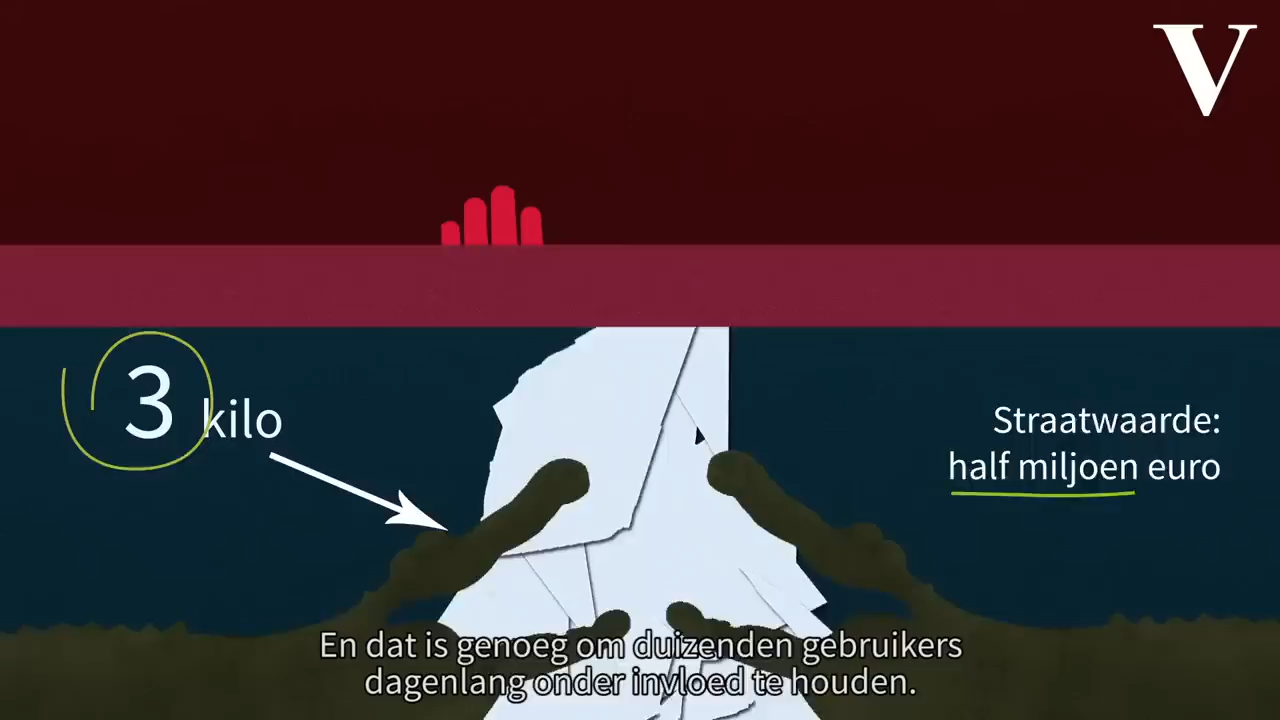 V
3 kilo
Straatwaarde:
half miljoen euro
En dat is genoeg om duizenden gebruikers
dagenlang onder invloed te houden.